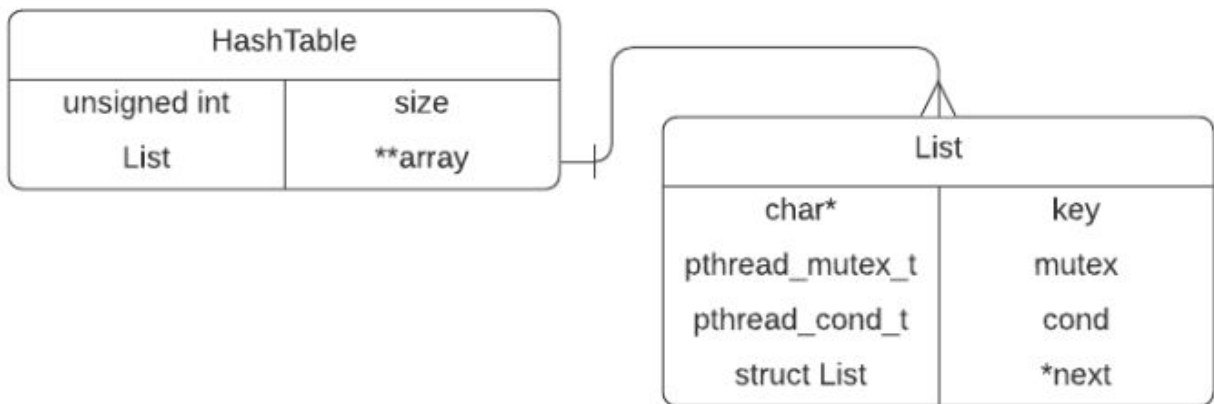 HashTable
unsigned int size
List **array
List
char* key
pthread_mutex_t mutex
pthread_cond_t cond
struct List *next